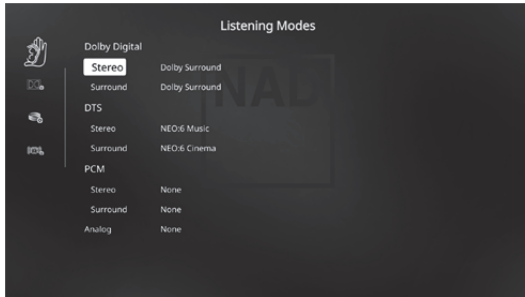 Listening Modes
Dolby Digital
Stereo Dolby Surround
Surround Dolby Surround
DTS
Stereo NEO:6 Music
Surround NEO:6 Cinema
PCM
Stereo None
Surround None
Analog None
NAD